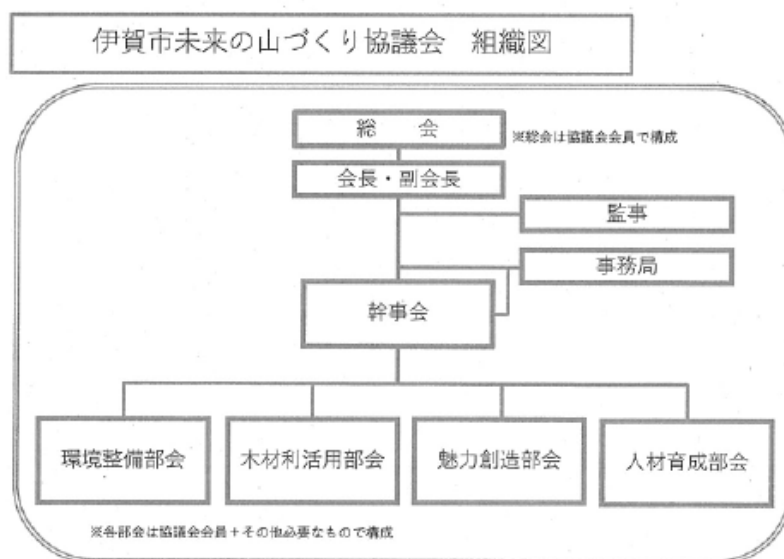 伊賀市未来の山づくり協議会　組織図
総　会
※総会は協議会会員で構成
会長・副会長
監事
事務局
幹事会
環境整備部会
木材利活用部会
魅力創造部会
人材育成部会
※各部会は協議会会員＋その他必要なもので構成